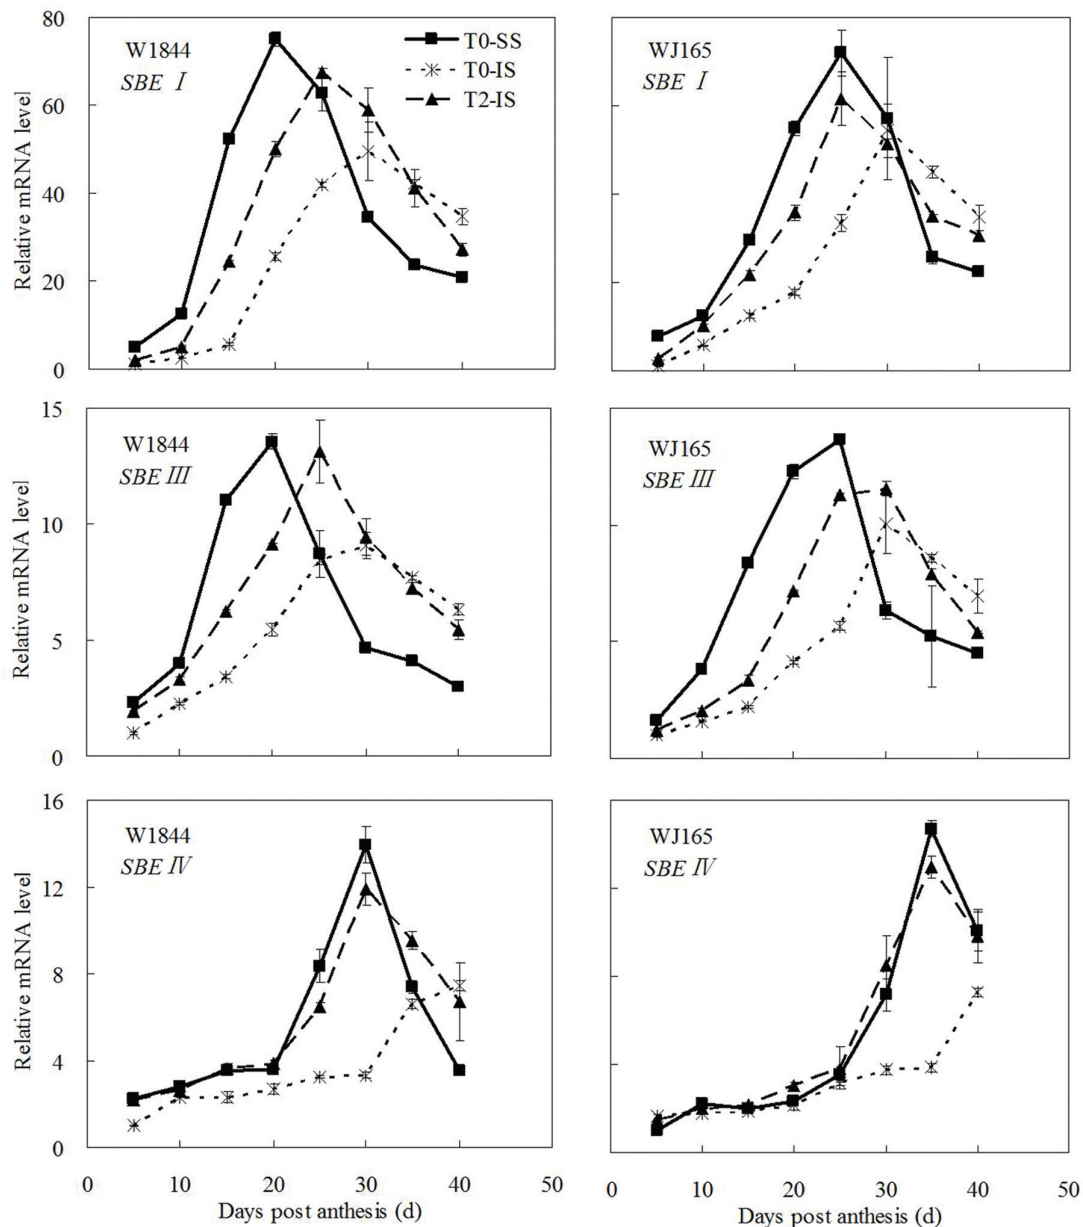 80
60
40
20
0
Relative mRNA level
W1844
SBE I
T0-SS
T0-IS
T2-IS
WJ165
SBE I
15
10
5
0
Relative mRNA level
W1844
SBE III
WJ165
SBE III
16
12
8
4
0
Relative mRNA level
W1844
SBE IV
WJ165
SBE IV
0 10 20 30 40 50
0 10 20 30 40 50
Days post anthesis (d)
Days post anthesis (d)